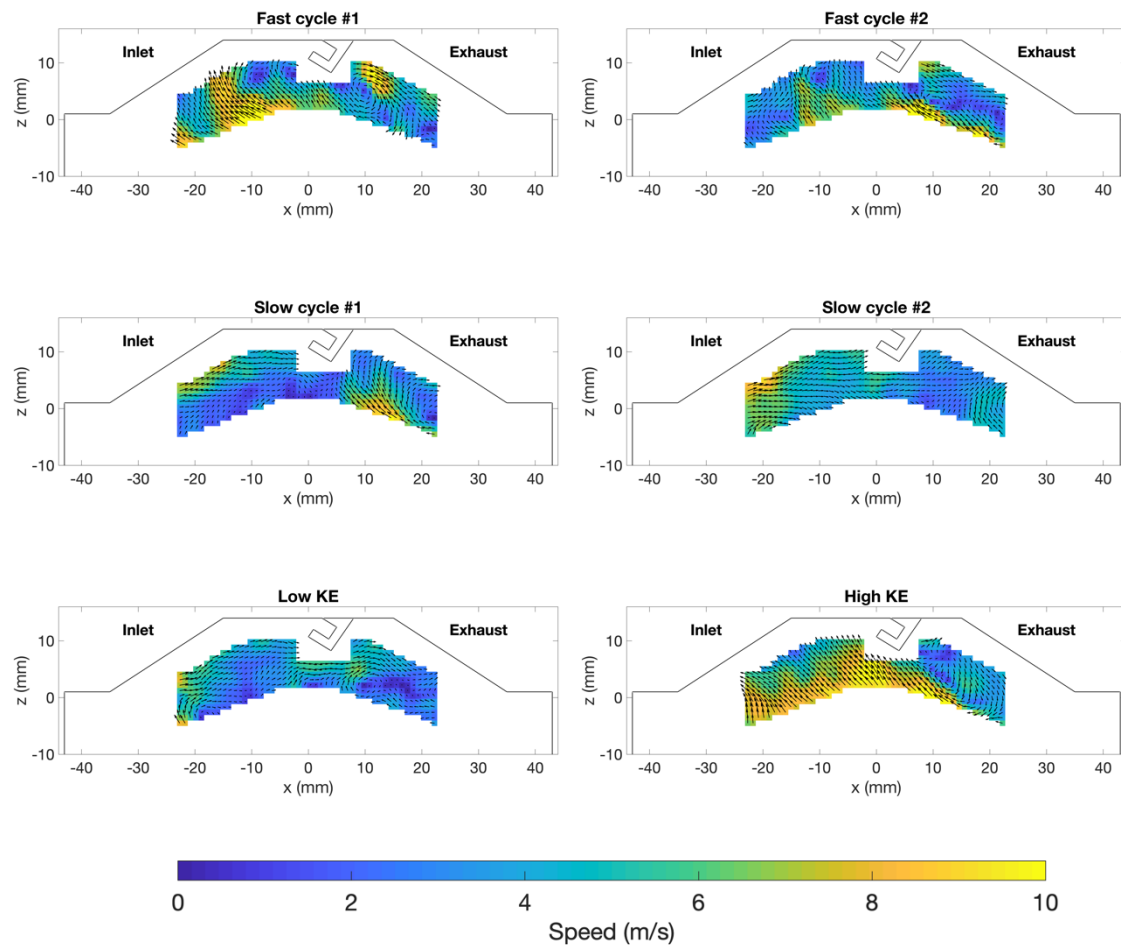 Fast cycle #1
Fast cycle #2
Inlet
Exhaust
Inlet
Exhaust
10
0
-10
z (mm)
-40 -30 -20 -10 0 10 20 30 40
x (mm)
10
0
-10
z (mm)
-40 -30 -20 -10 0 10 20 30 40
x (mm)
Slow cycle #1
Slow cycle #2
Inlet
Exhaust
Inlet
Exhaust
10
0
-10
z (mm)
-40 -30 -20 -10 0 10 20 30 40
x (mm)
10
0
-10
z (mm)
-40 -30 -20 -10 0 10 20 30 40
x (mm)
Low KE
High KE
Inlet
Exhaust
Inlet
Exhaust
10
0
-10
z (mm)
-40 -30 -20 -10 0 10 20 30 40
x (mm)
10
0
-10
z (mm)
-40 -30 -20 -10 0 10 20 30 40
x (mm)
0 2 4 6 8 10
Speed (m/s)